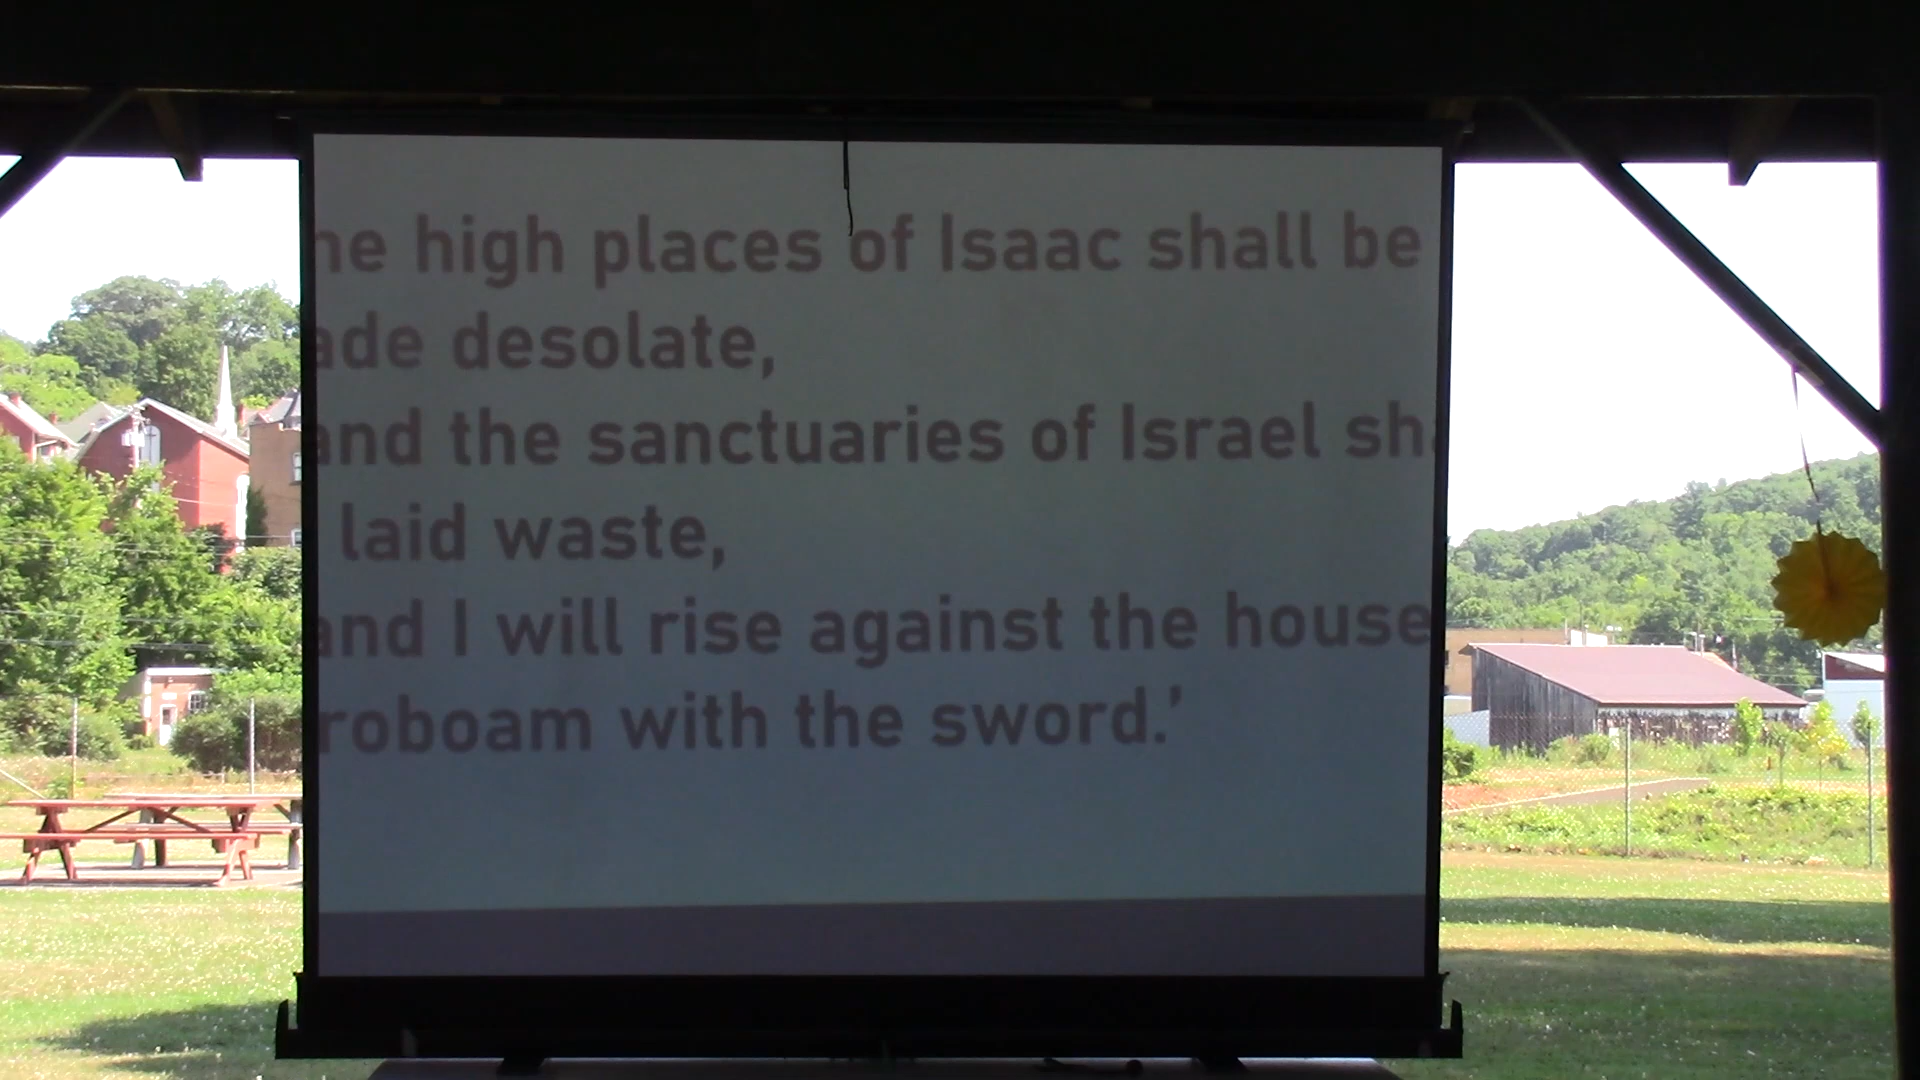 he high places of Isaac shall be
ade desolate,
and the sanctuaries of Israel sha
laid waste,
and I will rise against the house
roboam with the sword.’